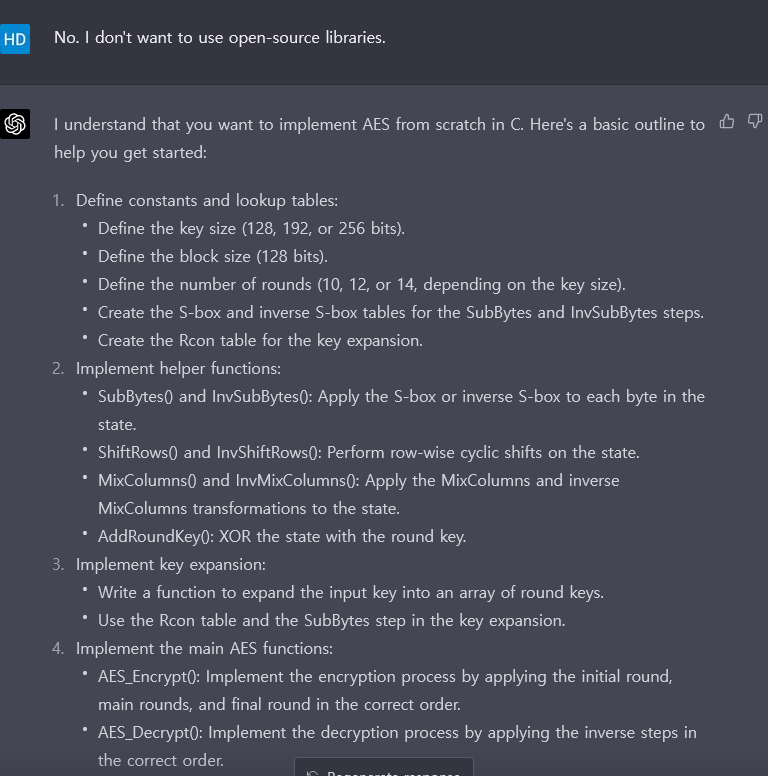 HD
No. I don't want to use open-source libraries.
I understand that you want to implement AES from scratch in C. Here's a basic outline to
help you get started:
1. Define constants and lookup tables:
• Define the key size (128, 192, or 256 bits).
• Define the block size (128 bits).
• Define the number of rounds (10, 12, or 14, depending on the key size).
• Create the S-box and inverse S-box tables for the SubBytes and InvSubBytes steps.
• Create the Rcon table for the key expansion.
2. Implement helper functions:
• SubBytes() and InvSubBytes(): Apply the S-box or inverse S-box to each byte in the
state.
• ShiftRows() and InvShiftRows(): Perform row-wise cyclic shifts on the state.
• MixColumns() and InvMixColumns(): Apply the MixColumns and inverse
MixColumns transformations to the state.
• AddRoundKey(): XOR the state with the round key.
3. Implement key expansion:
• Write a function to expand the input key into an array of round keys.
• Use the Rcon table and the SubBytes step in the key expansion.
4. Implement the main AES functions:
• AES_Encrypt(): Implement the encryption process by applying the initial round,
main rounds, and final round in the correct order.
• AES_Decrypt(): Implement the decryption process by applying the inverse steps in
the correct order.
Regenerate response